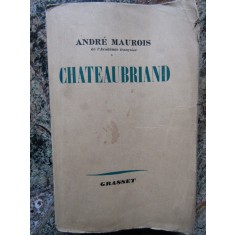 ANDRÉ MAUROIS
de l'Académie française
CHATEAUBRIAND
GRASSET